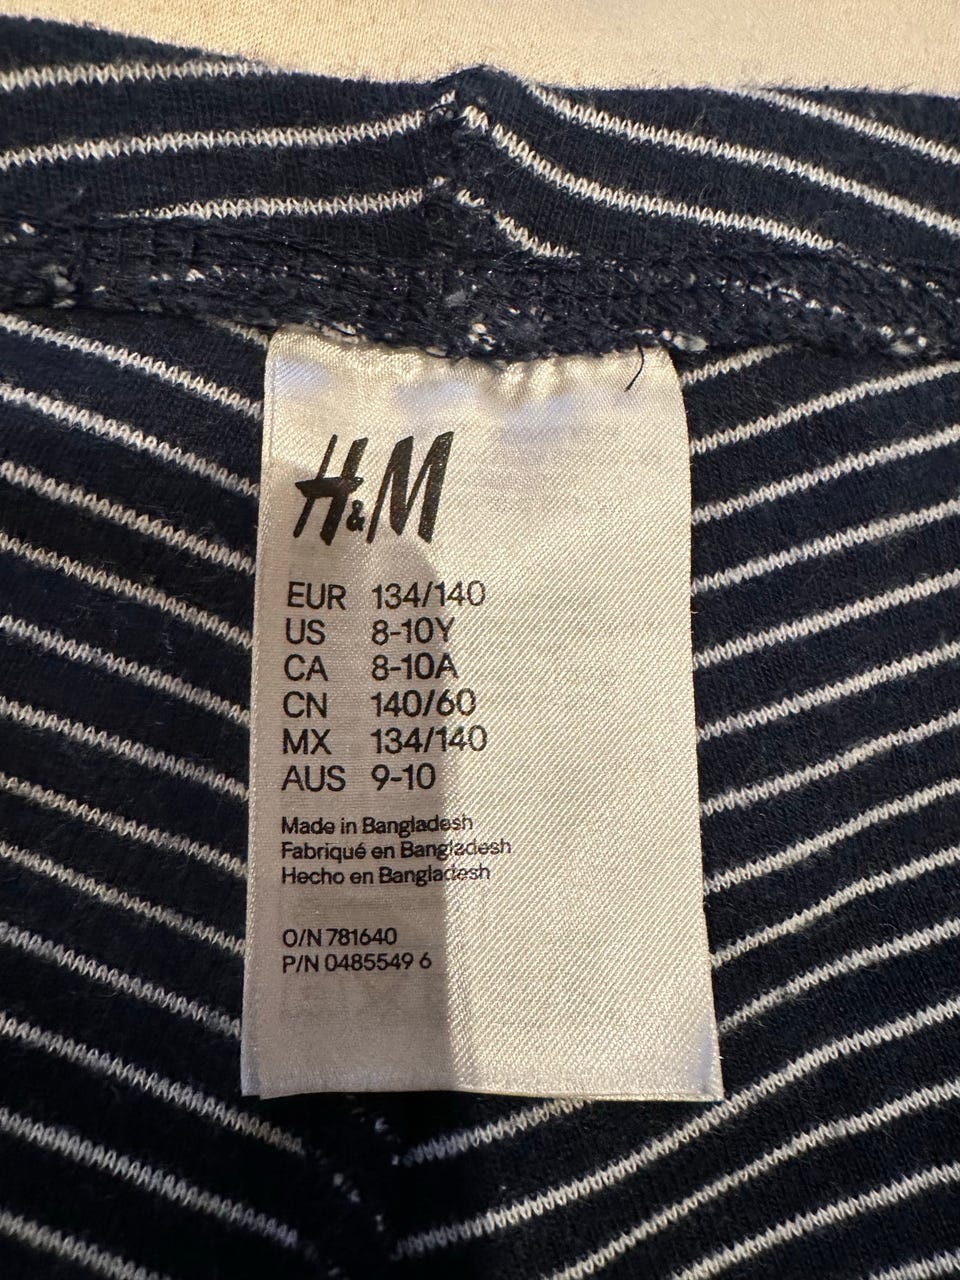 H&M
EUR 134/140
US 8-10Y
CA 8-10A
CN 140/60
MX 134/140
AUS 9-10
Made in Bangladesh
Fabriqué en Bangladesh
Hecho en Bangladesh
O/N 781640
P/N 0485549 6